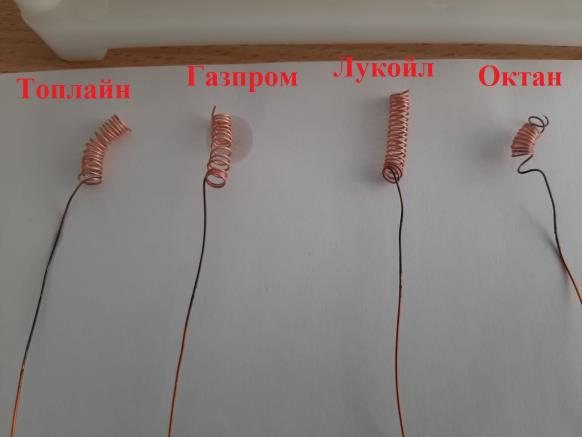 Топлайн
Газпром
Лукойл
Октан